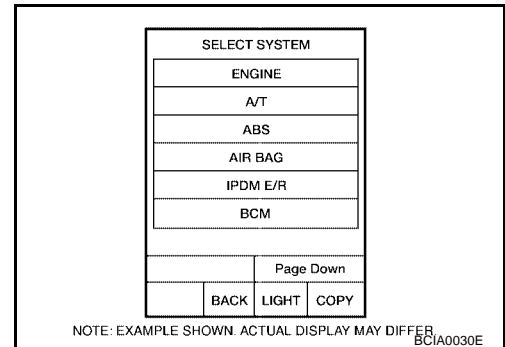 SELECT SYSTEM
ENGINE
A/T
ABS
AIR BAG
IPDM E/R
BCM
Page Down
BACK LIGHT COPY
NOTE: EXAMPLE SHOWN. ACTUAL DISPLAY MAY DIFFER.
BCIA0030E